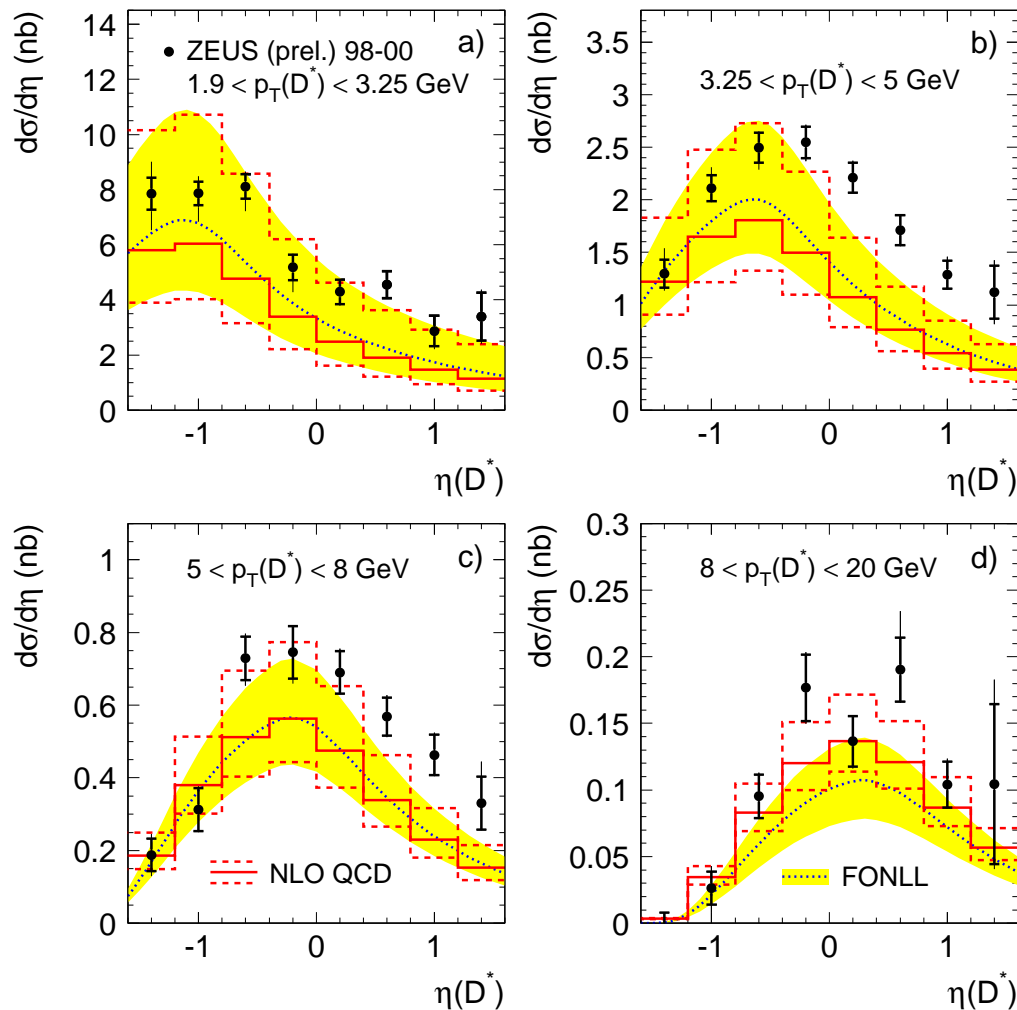 dσ/dη (nb)
14
12
10
8
6
4
2
0
a)
ZEUS (prel.) 98-00
1.9 < p_T(D^*) < 3.25 GeV
-1 0 1
η(D^*)
dσ/dη (nb)
3.5
3
2.5
2
1.5
1
0.5
0
b)
3.25 < p_T(D^*) < 5 GeV
-1 0 1
η(D^*)
dσ/dη (nb)
1
0.8
0.6
0.4
0.2
0
c)
5 < p_T(D^*) < 8 GeV
NLO QCD
-1 0 1
η(D^*)
dσ/dη (nb)
0.3
0.25
0.2
0.15
0.1
0.05
0
d)
8 < p_T(D^*) < 20 GeV
FONLL
-1 0 1
η(D^*)